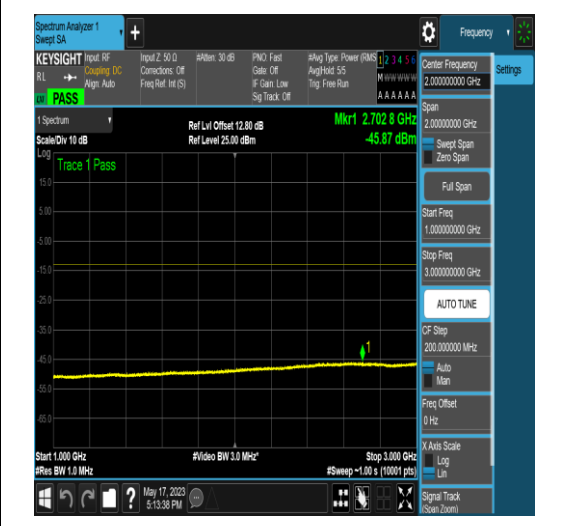 Spectrum Analyzer 1
Swept SA
Frequency
KEYSIGHT
RL
Input: RF
Coupling: DC
Align: Auto
Input Z: 50 Ω
Corrections: Off
Freq Ref: Int (S)
#Atten: 30 dB
PNO: Fast
Gate: Off
IF Gain: Low
Sig Track: Off
#Avg Type: Power (RMS
Avg|Hold: 5/5
Trig: Free Run
1 2 3 4 5 6
M W W W W W
A A A A A A
PASS
Center Frequency
2.000000000 GHz
Settings
Span
2.00000000 GHz
Swept Span
Zero Span
Full Span
Start Freq
1.000000000 GHz
Stop Freq
3.000000000 GHz
AUTO TUNE
CF Step
200.000000 MHz
Auto
Man
Freq Offset
0 Hz
X Axis Scale
Log
Lin
Signal Track
(Span Zoom)
1 Spectrum
Scale/Div 10 dB
Ref Lvl Offset 12.80 dB
Ref Level 25.00 dBm
Mkr1 2.702 8 GHz
-45.87 dBm
Log
Trace 1 Pass
15.0
5.00
-5.00
-15.0
-25.0
-35.0
-45.0
-55.0
-65.0
1
Start 1.000 GHz
#Res BW 1.0 MHz
#Video BW 3.0 MHz*
Stop 3.000 GHz
#Sweep ~1.00 s (10001 pts)
?
May 17, 2023
5:13:38 PM